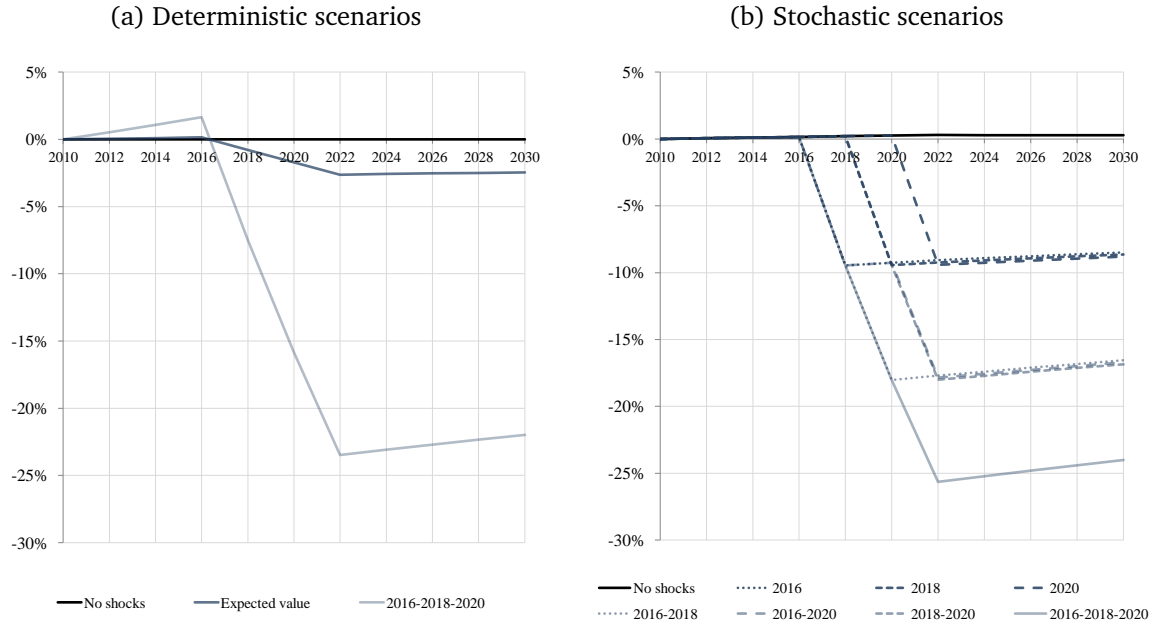 (a) Deterministic scenarios
5%
0%
2010 2012 2014 2016 2018 2020 2022 2024 2026 2028 2030
-5%
-10%
-15%
-20%
-25%
-30%
No shocks Expected value 2016-2018-2020
(b) Stochastic scenarios
5%
0%
2010 2012 2014 2016 2018 2020 2022 2024 2026 2028 2030
-5%
-10%
-15%
-20%
-25%
-30%
No shocks 2016 2018 2020
2016-2018 2016-2020 2018-2020 2016-2018-2020